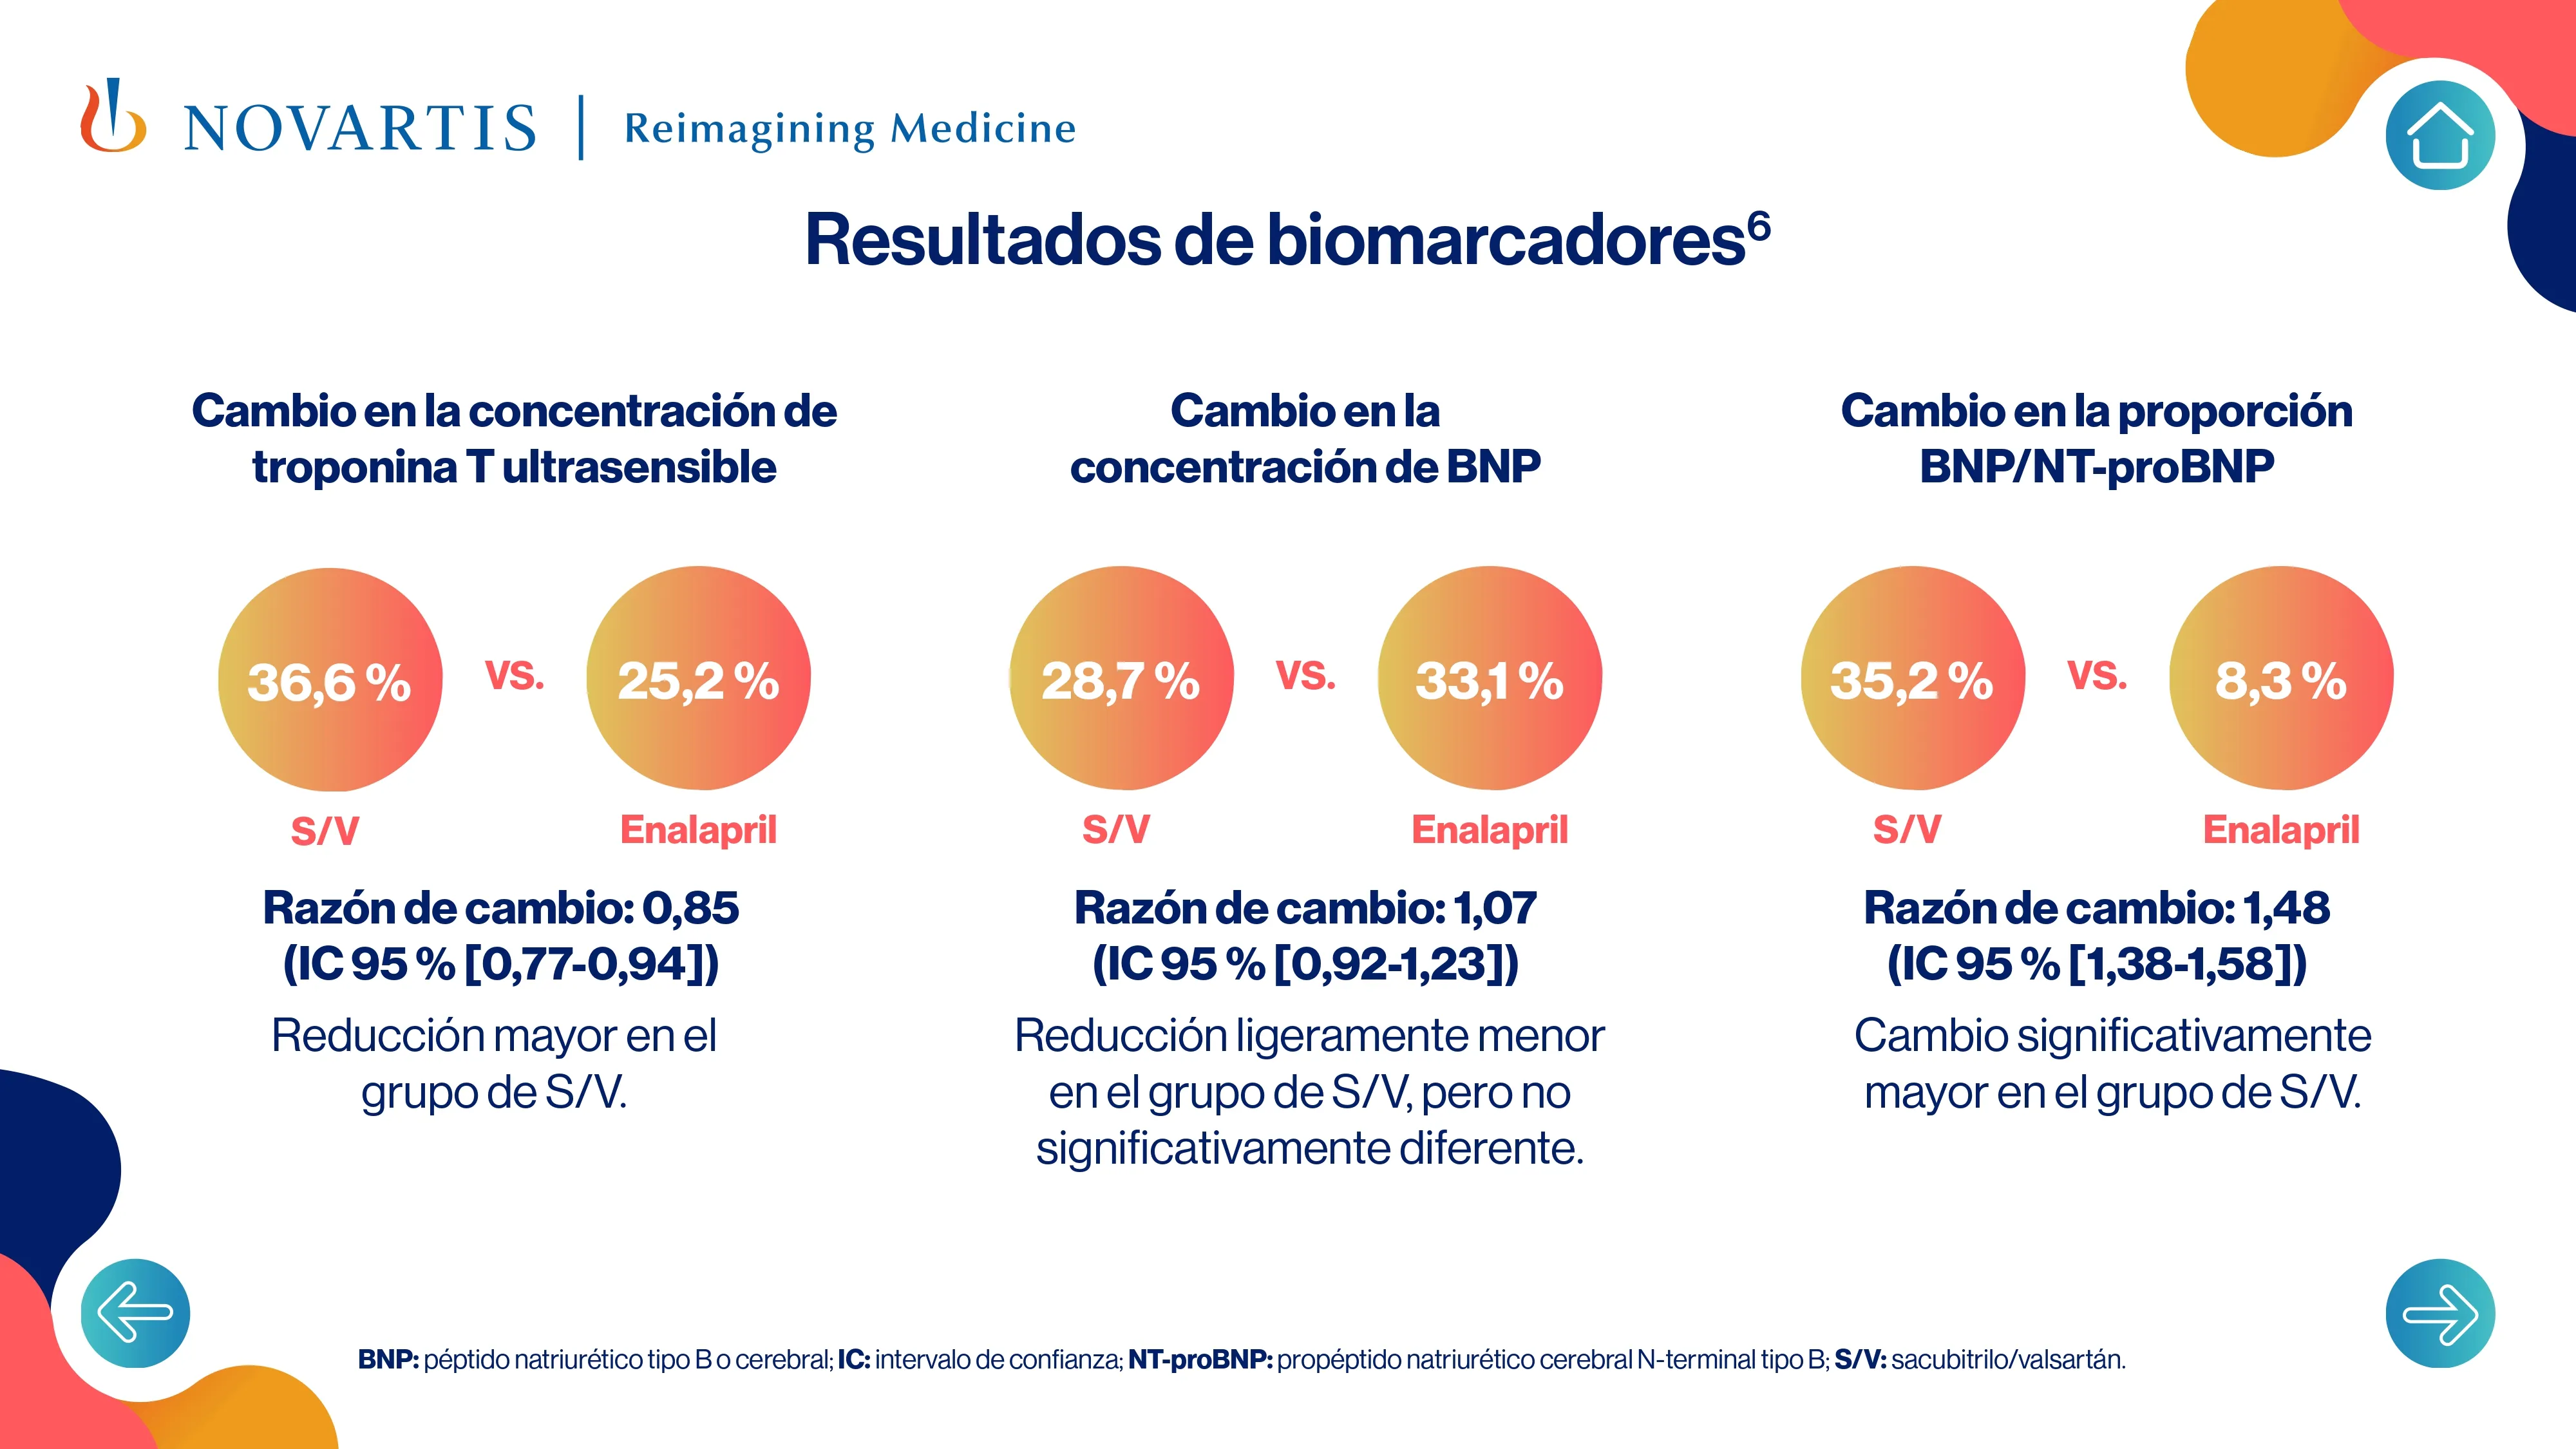 NOVARTIS | Reimagining Medicine
Resultados de biomarcadores⁶
Cambio en la concentración de
troponina T ultrasensible
36,6 % vs. 25,2 %
S/V Enalapril
Razón de cambio: 0,85
(IC 95 % [0,77-0,94])
Reducción mayor en el
grupo de S/V.
Cambio en la
concentración de BNP
28,7 % vs. 33,1 %
S/V Enalapril
Razón de cambio: 1,07
(IC 95 % [0,92-1,23])
Reducción ligeramente menor
en el grupo de S/V, pero no
significativamente diferente.
Cambio en la proporción
BNP/NT-proBNP
35,2 % vs. 8,3 %
S/V Enalapril
Razón de cambio: 1,48
(IC 95 % [1,38-1,58])
Cambio significativamente
mayor en el grupo de S/V.
BNP: péptido natriurético tipo B o cerebral; IC: intervalo de confianza; NT-proBNP: propéptido natriurético cerebral N-terminal tipo B; S/V: sacubitrilo/valsartán.